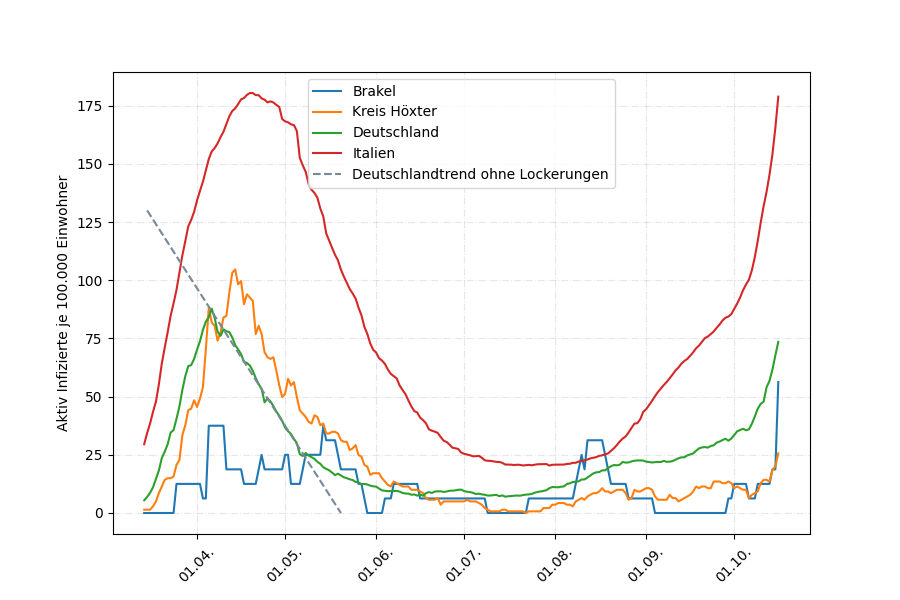 Aktiv Infizierte je 100.000 Einwohner
175
150
125
100
75
50
25
0
Brakel
Kreis Höxter
Deutschland
Italien
Deutschlandtrend ohne Lockerungen
01.04.
01.05.
01.06.
01.07.
01.08.
01.09.
01.10.